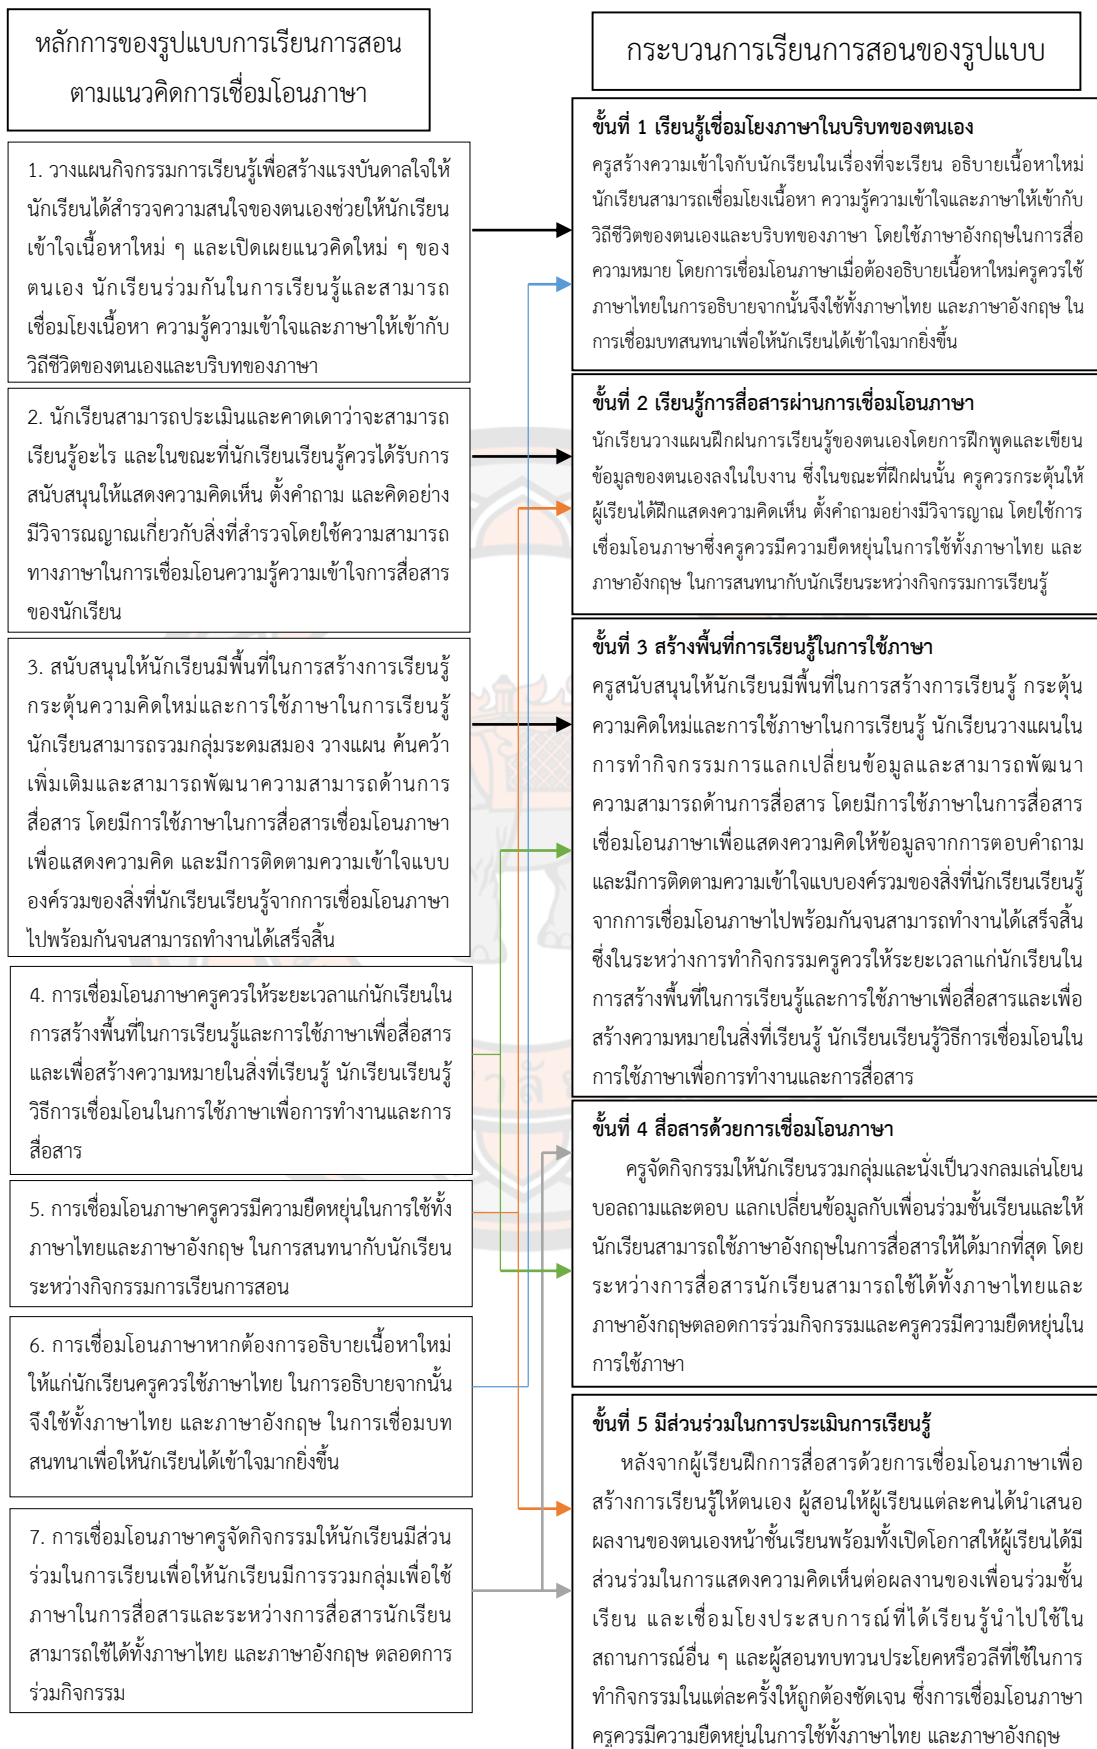 หลักการของรูปแบบการเรียนการสอน
ตามแนวคิดการเชื่อมโอนภาษา
1. วางแผนกิจกรรมการเรียนรู้เพื่อสร้างแรงบันดาลใจให้
นักเรียนได้สำรวจความสนใจของตนเองช่วยให้นักเรียน
เข้าใจเนื้อหาใหม่ ๆ และเปิดเผยแนวคิดใหม่ ๆ ของ
ตนเอง นักเรียนร่วมกันในการเรียนรู้และสามารถ
เชื่อมโยงเนื้อหา ความรู้ความเข้าใจและภาษาให้เข้ากับ
วิถีชีวิตของตนเองและบริบทของภาษา
2. นักเรียนสามารถประเมินและคาดเดาว่าจะสามารถ
เรียนรู้อะไร และในขณะที่นักเรียนเรียนรู้ควรได้รับการ
สนับสนุนให้แสดงความคิดเห็น ตั้งคำถาม และคิดอย่าง
มีวิจารณญาณเกี่ยวกับสิ่งที่สำรวจโดยใช้ความสามารถ
ทางภาษาในการเชื่อมโอนความรู้ความเข้าใจการสื่อสาร
ของนักเรียน
3. สนับสนุนให้นักเรียนมีพื้นที่ในการสร้างการเรียนรู้
กระตุ้นความคิดใหม่และการใช้ภาษาในการเรียนรู้
นักเรียนสามารถรวมกลุ่มระดมสมอง วางแผน ค้นคว้า
เพิ่มเติมและสามารถพัฒนาความสามารถด้านการ
สื่อสาร โดยมีการใช้ภาษาในการสื่อสารเชื่อมโอนภาษา
เพื่อแสดงความคิด และมีการติดตามความเข้าใจแบบ
องค์รวมของสิ่งที่นักเรียนเรียนรู้จากการเชื่อมโอนภาษา
ไปพร้อมกันจนสามารถทำงานได้เสร็จสิ้น
4. การเชื่อมโอนภาษาครูควรให้ระยะเวลาแก่นักเรียนใน
การสร้างพื้นที่ในการเรียนรู้และการใช้ภาษาเพื่อสื่อสาร
และเพื่อสร้างความหมายในสิ่งที่เรียนรู้ นักเรียนเรียนรู้
วิธีการเชื่อมโอนในการใช้ภาษาเพื่อการทำงานและการ
สื่อสาร
5. การเชื่อมโอนภาษาครูควรมีความยืดหยุ่นในการใช้ทั้ง
ภาษาไทยและภาษาอังกฤษ ในการสนทนากับนักเรียน
ระหว่างกิจกรรมการเรียนการสอน
6. การเชื่อมโอนภาษาหากต้องการอธิบายเนื้อหาใหม่
ให้แก่นักเรียนครูควรใช้ภาษาไทย ในการอธิบายจากนั้น
จึงใช้ทั้งภาษาไทย และภาษาอังกฤษ ในการเชื่อมบท
สนทนาเพื่อให้นักเรียนได้เข้าใจมากยิ่งขึ้น
7. การเชื่อมโอนภาษาครูจัดกิจกรรมให้นักเรียนมีส่วน
ร่วมในการเรียนเพื่อให้นักเรียนมีการรวมกลุ่มเพื่อใช้
ภาษาในการสื่อสารและระหว่างการสื่อสารนักเรียน
สามารถใช้ได้ทั้งภาษาไทย และภาษาอังกฤษ ตลอดการ
ร่วมกิจกรรม
กระบวนการเรียนการสอนของรูปแบบ
ขั้นที่ 1 เรียนรู้เชื่อมโยงภาษาในบริบทของตนเอง
ครูสร้างความเข้าใจกับนักเรียนในเรื่องที่จะเรียน อธิบายเนื้อหาใหม่
นักเรียนสามารถเชื่อมโยงเนื้อหา ความรู้ความเข้าใจและภาษาให้เข้ากับ
วิถีชีวิตของตนเองและบริบทของภาษา โดยใช้ภาษาอังกฤษในการสื่อ
ความหมาย โดยการเชื่อมโอนภาษาเมื่อต้องอธิบายเนื้อหาใหม่ครูควรใช้
ภาษาไทยในการอธิบายจากนั้นจึงใช้ทั้งภาษาไทย และภาษาอังกฤษ ใน
การเชื่อมบทสนทนาเพื่อให้นักเรียนได้เข้าใจมากยิ่งขึ้น
ขั้นที่ 2 เรียนรู้การสื่อสารผ่านการเชื่อมโอนภาษา
นักเรียนวางแผนฝึกฝนการเรียนรู้ของตนเองโดยการฝึกพูดและเขียน
ข้อมูลของตนเองลงในใบงาน ซึ่งในขณะที่ฝึกฝนนั้น ครูควรกระตุ้นให้
ผู้เรียนได้ฝึกแสดงความคิดเห็น ตั้งคำถามอย่างมีวิจารญาณ โดยใช้การ
เชื่อมโอนภาษาซึ่งครูควรมีความยืดหยุ่นในการใช้ทั้งภาษาไทย และ
ภาษาอังกฤษ ในการสนทนากับนักเรียนระหว่างกิจกรรมการเรียนรู้
ขั้นที่ 3 สร้างพื้นที่การเรียนรู้ในการใช้ภาษา
ครูสนับสนุนให้นักเรียนมีพื้นที่ในการสร้างการเรียนรู้ กระตุ้น
ความคิดใหม่และการใช้ภาษาในการเรียนรู้ นักเรียนวางแผนใน
การทำกิจกรรมการแลกเปลี่ยนข้อมูลและสามารถพัฒนา
ความสามารถด้านการสื่อสาร โดยมีการใช้ภาษาในการสื่อสาร
เชื่อมโอนภาษาเพื่อแสดงความคิดให้ข้อมูลจากการตอบคำถาม
และมีการติดตามความเข้าใจแบบองค์รวมของสิ่งที่นักเรียนเรียนรู้
จากการเชื่อมโอนภาษาไปพร้อมกันจนสามารถทำงานได้เสร็จสิ้น
ซึ่งในระหว่างการทำกิจกรรมครูควรให้ระยะเวลาแก่นักเรียนใน
การสร้างพื้นที่ในการเรียนรู้และการใช้ภาษาเพื่อสื่อสารและเพื่อ
สร้างความหมายในสิ่งที่เรียนรู้ นักเรียนเรียนรู้วิธีการเชื่อมโอนใน
การใช้ภาษาเพื่อการทำงานและการสื่อสาร
ขั้นที่ 4 สื่อสารด้วยการเชื่อมโอนภาษา
ครูจัดกิจกรรมให้นักเรียนรวมกลุ่มและนั่งเป็นวงกลมเล่นโยน
บอลถามและตอบ แลกเปลี่ยนข้อมูลกับเพื่อนร่วมชั้นเรียนและให้
นักเรียนสามารถใช้ภาษาอังกฤษในการสื่อสารให้ได้มากที่สุด โดย
ระหว่างการสื่อสารนักเรียนสามารถใช้ได้ทั้งภาษาไทยและ
ภาษาอังกฤษตลอดการร่วมกิจกรรมและครูควรมีความยืดหยุ่นใน
การใช้ภาษา
ขั้นที่ 5 มีส่วนร่วมในการประเมินการเรียนรู้
หลังจากผู้เรียนฝึกการสื่อสารด้วยการเชื่อมโอนภาษาเพื่อ
สร้างการเรียนรู้ให้ตนเอง ผู้สอนให้ผู้เรียนแต่ละคนได้นำเสนอ
ผลงานของตนเองหน้าชั้นเรียนพร้อมทั้งเปิดโอกาสให้ผู้เรียนได้มี
ส่วนร่วมในการแสดงความคิดเห็นต่อผลงานของเพื่อนร่วมชั้น
เรียน และเชื่อมโยงประสบการณ์ที่ได้เรียนรู้นำไปใช้ใน
สถานการณ์อื่น ๆ และผู้สอนทบทวนประโยคหรือวลีที่ใช้ในการ
ทำกิจกรรมในแต่ละครั้งให้ถูกต้องชัดเจน ซึ่งการเชื่อมโอนภาษา
ครูควรมีความยืดหยุ่นในการใช้ทั้งภาษาไทย และภาษาอังกฤษ